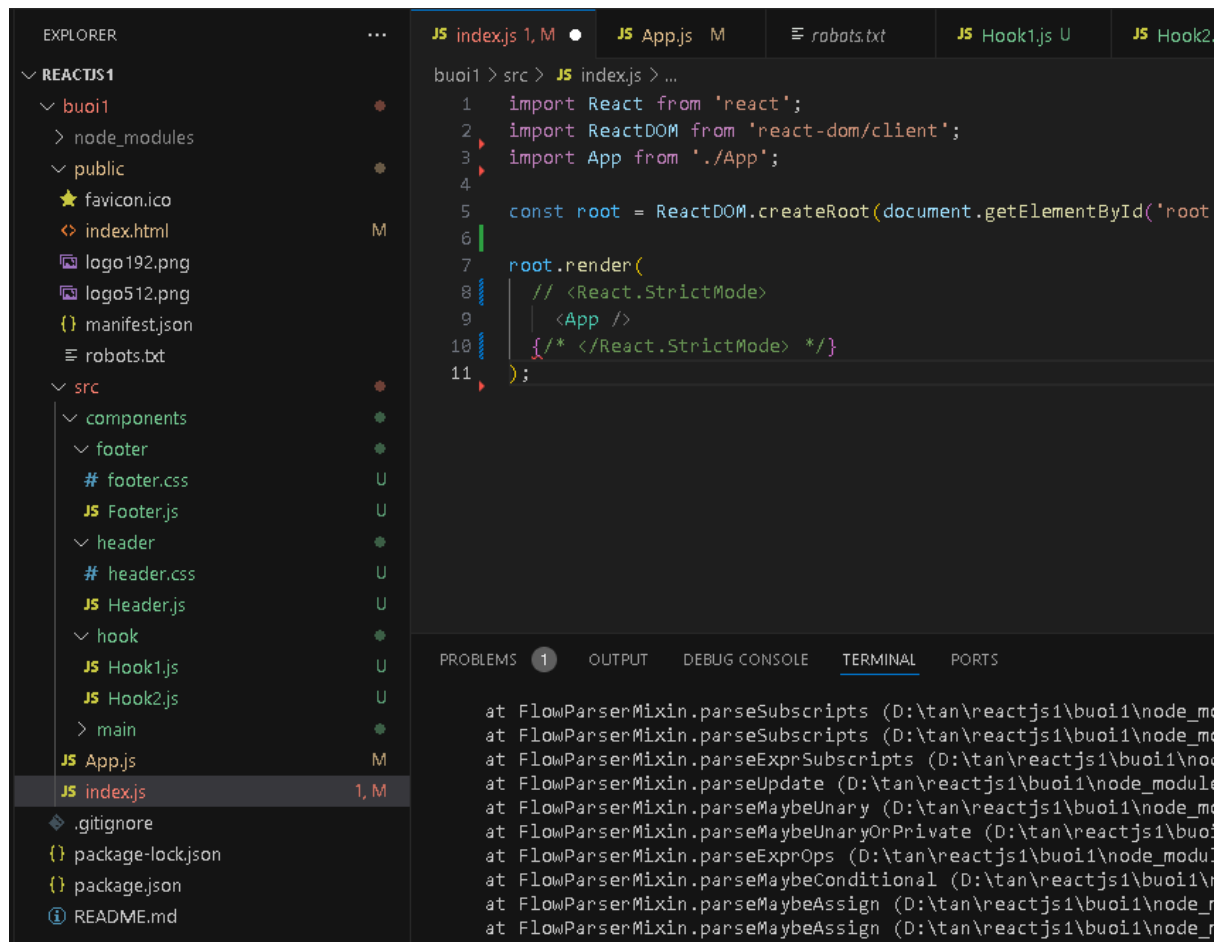 EXPLORER
···
REACTJS1
buoi1
node_modules
public
favicon.ico
index.html M
logo192.png
logo512.png
manifest.json
robots.txt
src
components
footer
footer.css U
Footer.js U
header
header.css U
Header.js U
hook
Hook1.js U
Hook2.js U
main
App.js M
index.js 1, M
.gitignore
package-lock.json
package.json
README.md
JS index.js 1, M ● JS App.js M robots.txt JS Hook1.js U JS Hook2.
buoi1 > src > JS index.js > ...
1 import React from 'react';
2 import ReactDOM from 'react-dom/client';
3 import App from './App';
4
5 const root = ReactDOM.createRoot(document.getElementById('root
6
7 root.render(
8 // <React.StrictMode>
9 <App />
10 {/* </React.StrictMode> */}
11 );
PROBLEMS 1 OUTPUT DEBUG CONSOLE TERMINAL PORTS
at FlowParserMixin.parseSubscripts (D:\tan\reactjs1\buoi1\node_mo
at FlowParserMixin.parseSubscripts (D:\tan\reactjs1\buoi1\node_mo
at FlowParserMixin.parseExprSubscripts (D:\tan\reactjs1\buoi1\nod
at FlowParserMixin.parseUpdate (D:\tan\reactjs1\buoi1\node_module
at FlowParserMixin.parseMaybeUnary (D:\tan\reactjs1\buoi1\node_mo
at FlowParserMixin.parseMaybeUnaryOrPrivate (D:\tan\reactjs1\buoi
at FlowParserMixin.parseExprOps (D:\tan\reactjs1\buoi1\node_modul
at FlowParserMixin.parseMaybeConditional (D:\tan\reactjs1\buoi1\n
at FlowParserMixin.parseMaybeAssign (D:\tan\reactjs1\buoi1\node_m
at FlowParserMixin.parseMaybeAssign (D:\tan\reactjs1\buoi1\node_m